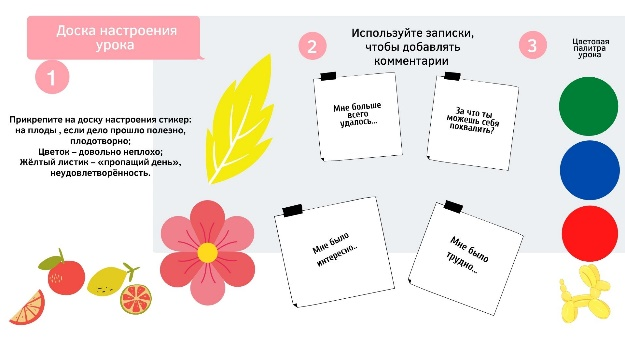 Доска настроения
урока
1
Прикрепите на доску настроения стикер:
на плоды , если дело прошло полезно,
плодотворно;
Цветок – довольно неплохо;
Жёлтый листик – «пропащий день»,
неудовлетворённость.
2
Используйте записки,
чтобы добавлять
комментарии
Мне больше
всего
удалось...
За что ты
можешь себя
похвалить?
Мне было
интересно..
Мне было
трудно...
3
Цветовая
палитра
урока